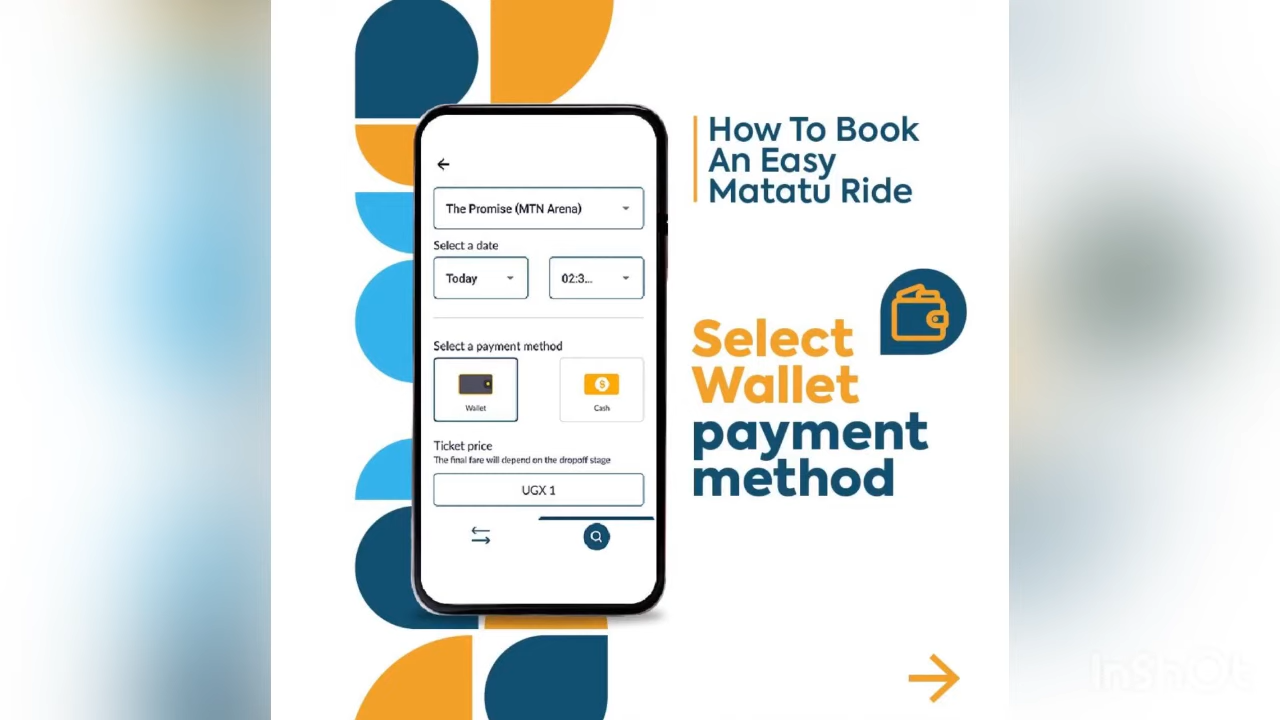 How To Book
An Easy
Matatu Ride
The Promise (MTN Arena)
Select a date
Today
02:3...
Select a payment method
Wallet
Cash
Ticket price
The final fare will depend on the dropoff stage
UGX 1
Select
Wallet
payment
method
InShOt